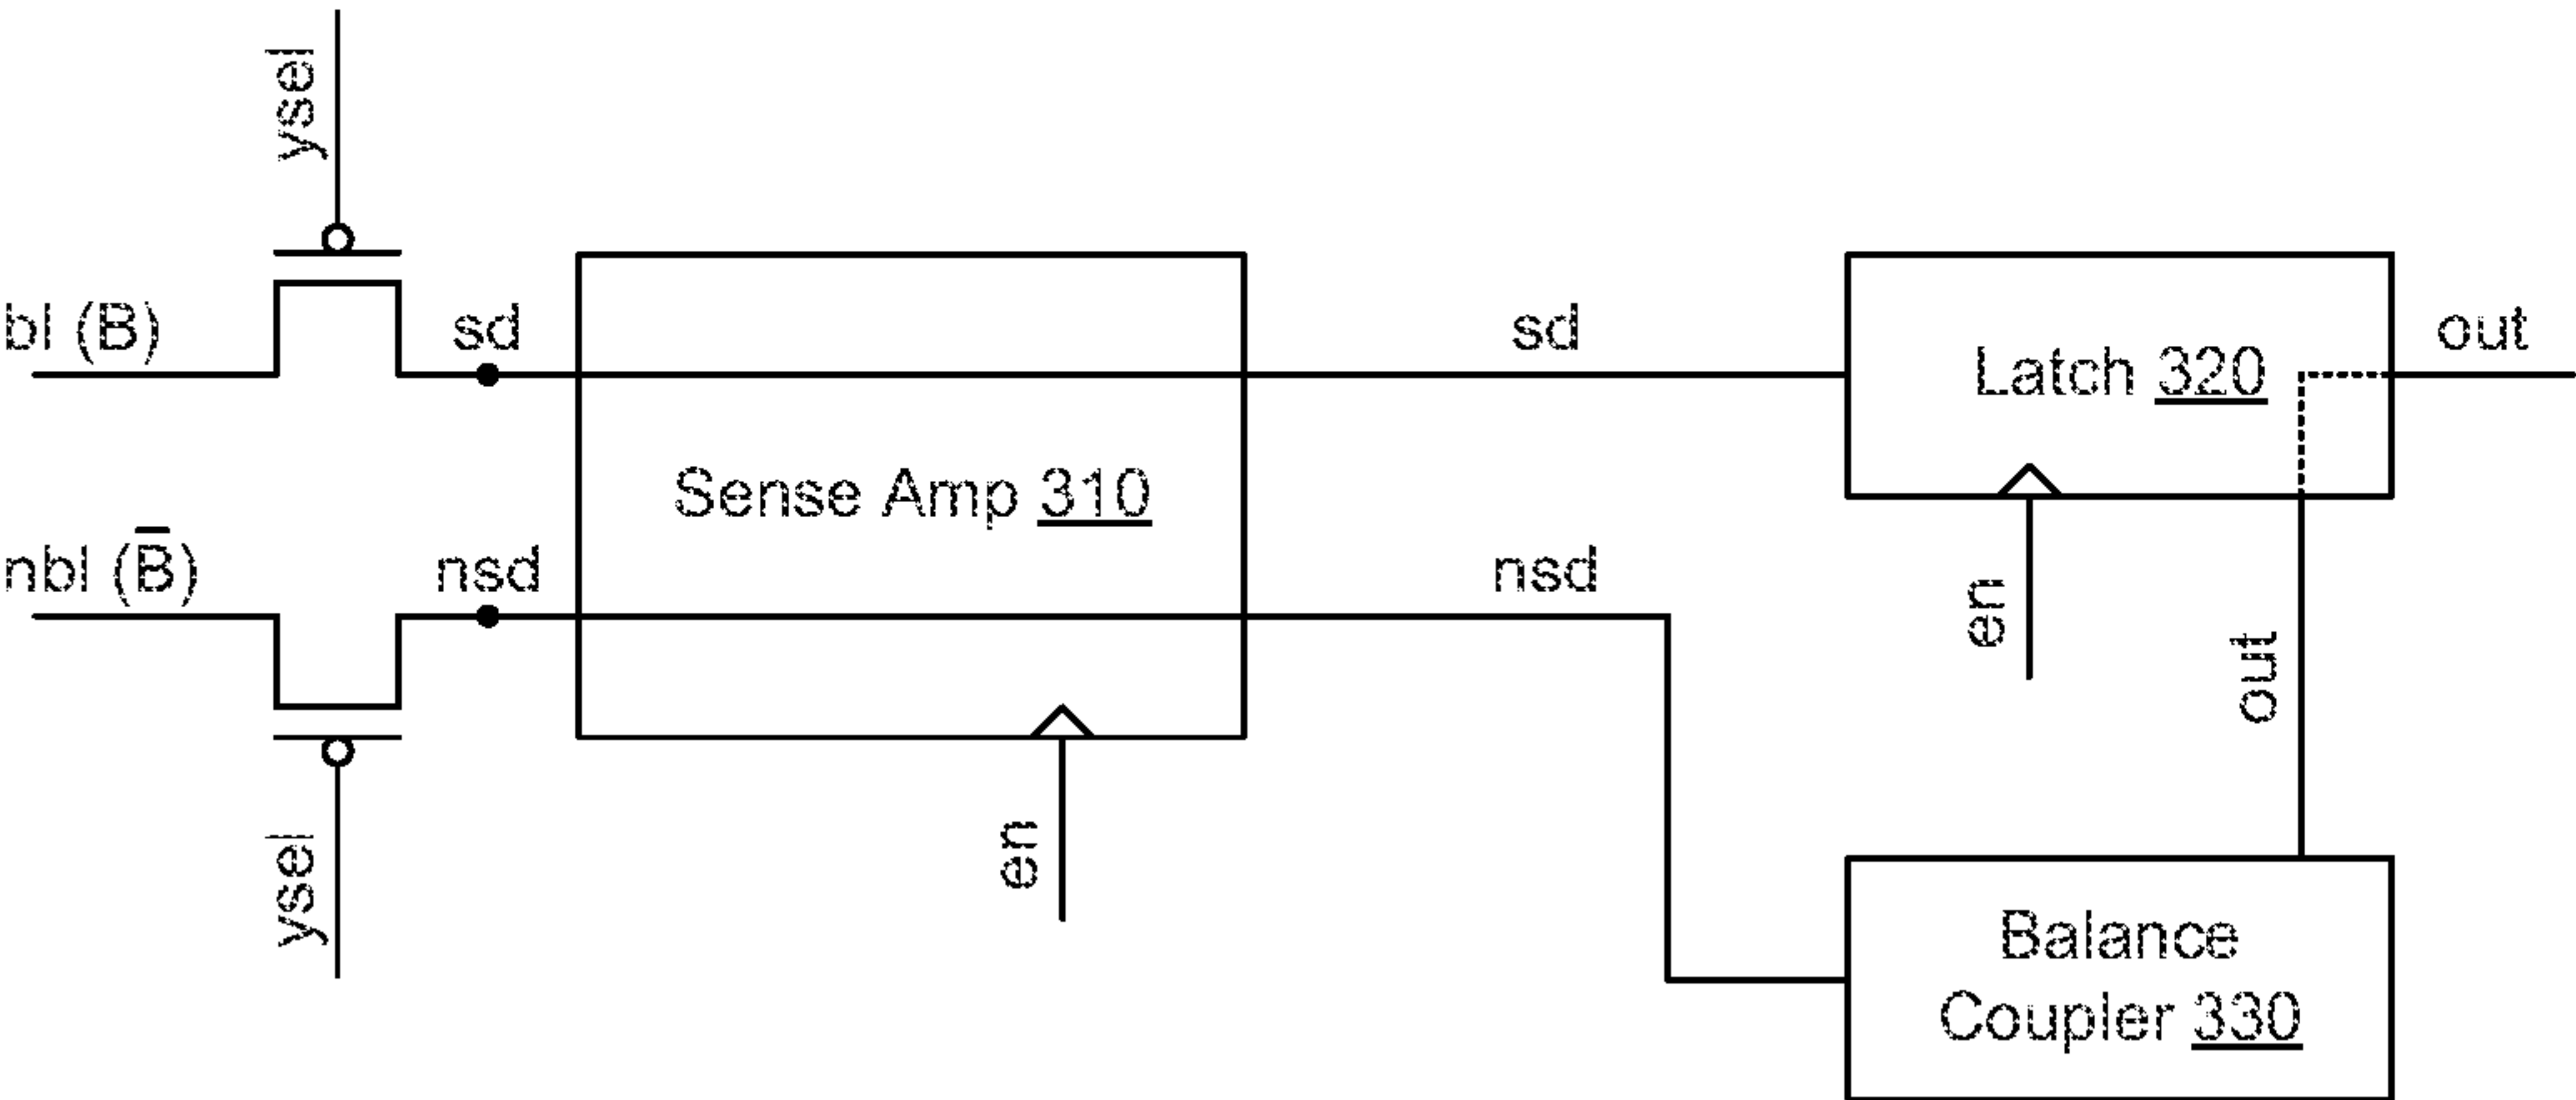 ysel
bl (B)
sd
sd
Latch 320
out
Sense Amp 310
nbl (B̅)
nsd
nsd
en
out
ysel
en
Balance
Coupler 330